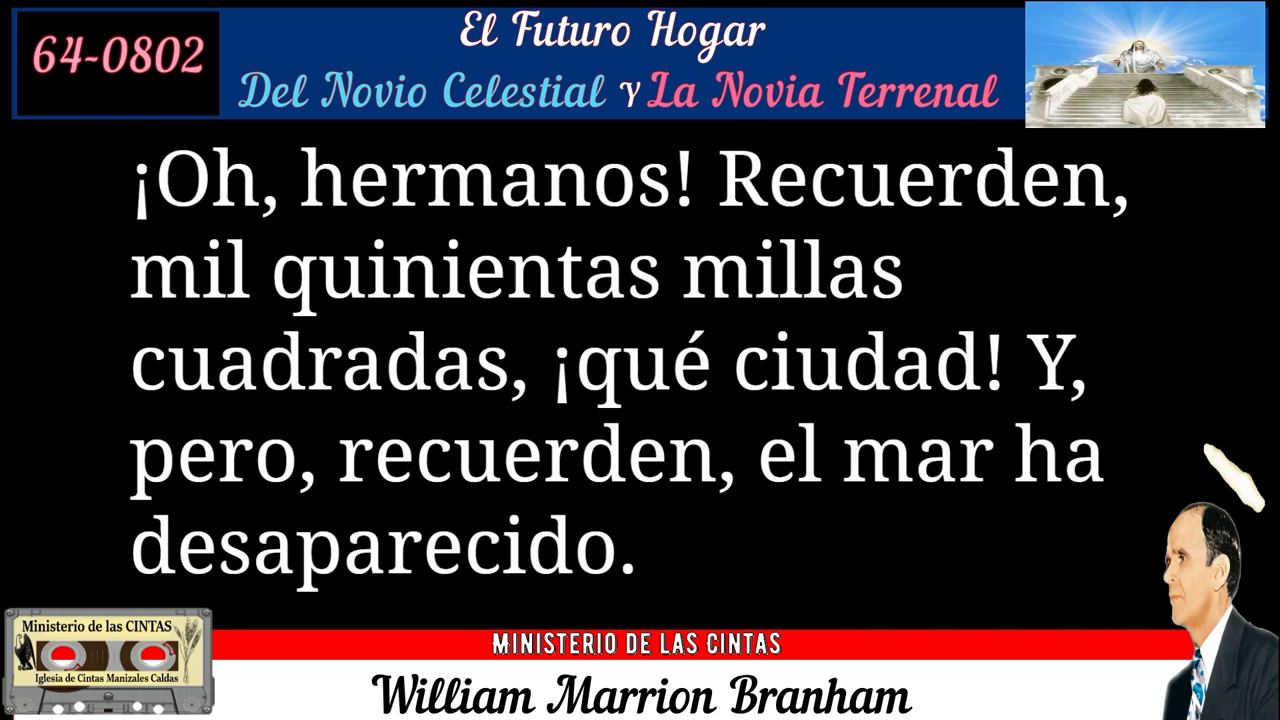 64-0802
El Futuro Hogar
Del Novio Celestial Y La Novia Terrenal
¡Oh, hermanos! Recuerden,
mil quinientas millas
cuadradas, ¡qué ciudad! Y,
pero, recuerden, el mar ha
desaparecido.
Ministerio de las CINTAS
Iglesia de Cintas Manizales Caldas
MINISTERIO DE LAS CINTAS
William Marrion Branham